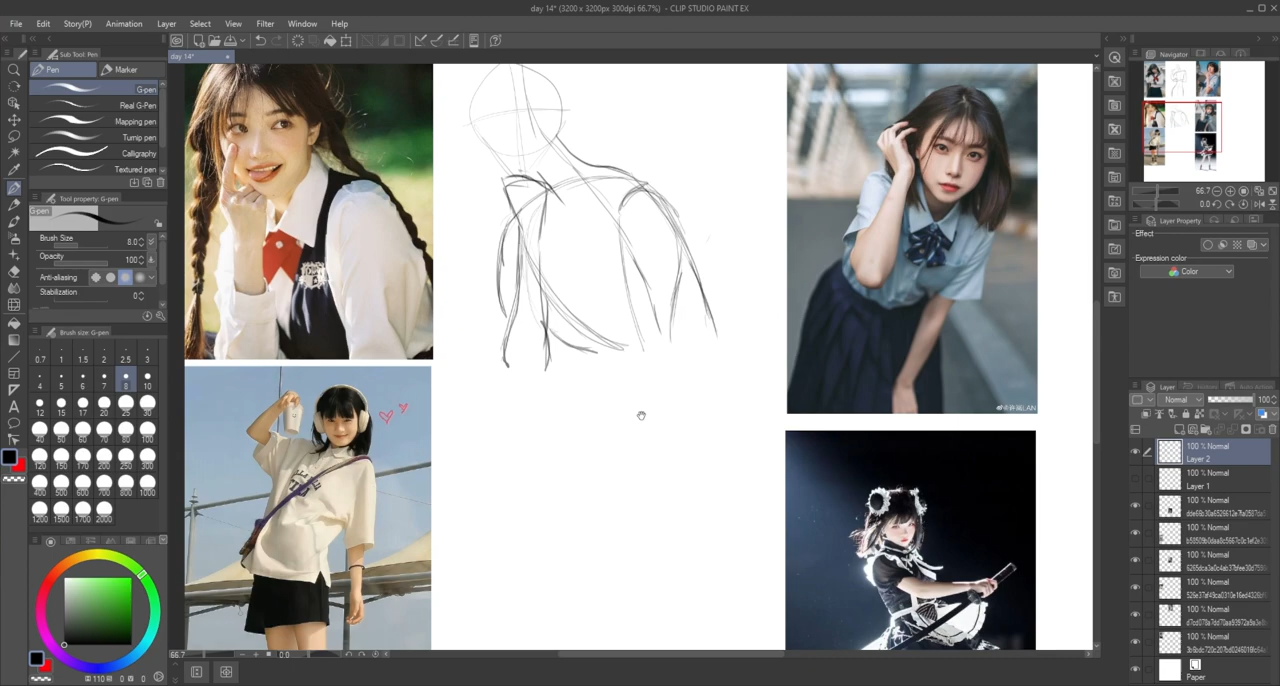 day 14* (3200 x 3200px 300dpi 66.7%) - CLIP STUDIO PAINT EX
File Edit Story(P) Animation Layer Select View Filter Window Help
day 14*
Sub Tool: Pen
Pen Marker
G-pen
Real G-Pen
Mapping pen
Turnip pen
Calligraphy
Textured pen
Tool property: G-pen
G-pen
Brush Size 8.0
Opacity 100
Anti-aliasing
Stabilization 0
Brush size: G-pen
0.7 1 1.5 2 2.5 3
4 5 6 7 8 10
12 15 17 20 25 30
40 50 60 70 80 100
120 150 170 200 250 300
400 500 600 700 800 1000
1200 1500 1700 2000
110 0 0
66.7 0.0
Navigator
66.7
0.0
Layer Property
Effect
Expression color
Color
Layer
Normal 100
100 % Normal
Layer 2
100 % Normal
Layer 1
100 % Normal
100 % Normal
100 % Normal
100 % Normal
100 % Normal
100 % Normal
Paper